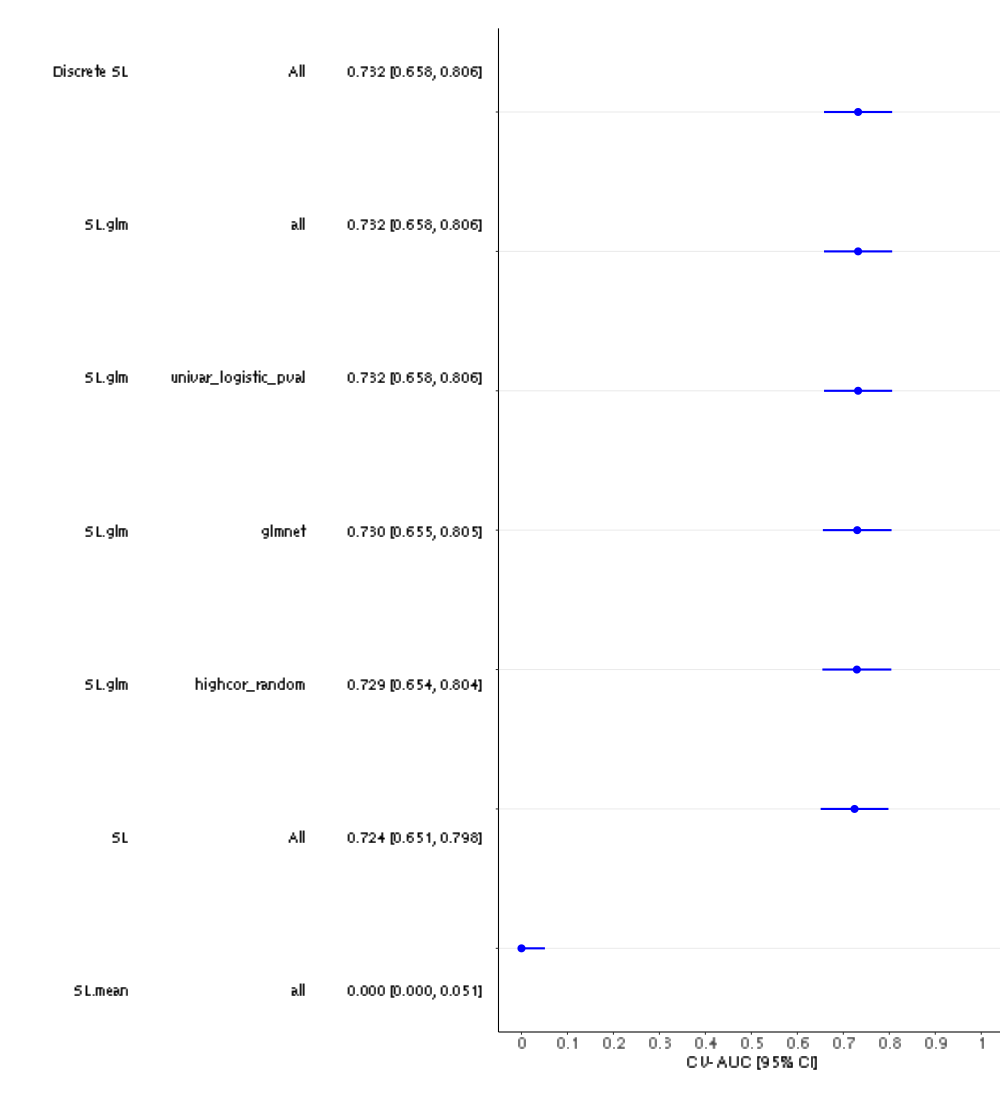 Discrete SL All 0.732 [0.658, 0.806]
SL.glm all 0.732 [0.658, 0.806]
SL.glm univar_logistic_pval 0.732 [0.658, 0.806]
SL.glm glmnet 0.730 [0.655, 0.805]
SL.glm highcor_random 0.729 [0.654, 0.804]
SL All 0.724 [0.651, 0.798]
SL.mean all 0.000 [0.000, 0.051]
0 0.1 0.2 0.3 0.4 0.5 0.6 0.7 0.8 0.9 1
CV-AUC [95% CI]